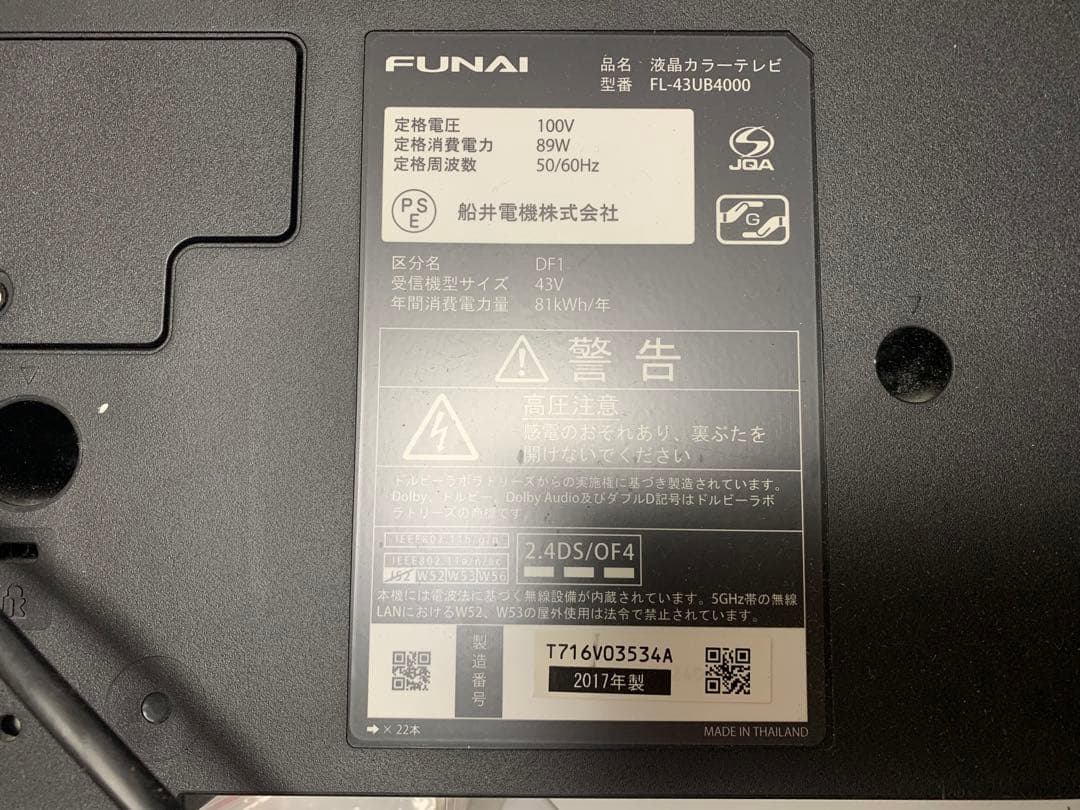 FUNAI
品名 液晶カラーテレビ
型番 FL-43UB4000
定格電圧 100V
定格消費電力 89W
定格周波数 50/60Hz
PSE 船井電機株式会社
JQA
G
区分名 DF1
受信機型サイズ 43V
年間消費電力量 81kWh/年
警告
高圧注意
感電のおそれあり、裏ぶたを
開けないでください
ドルビーラボラトリーズからの実施権に基づき製造されています。
Dolby、ドルビー、Dolby Audio及びダブルD記号はドルビーラボ
ラトリーズの商標です。
IEEE802.11b/g/n
IEEE802.11a/n/ac
J52 W52 W53 W56
2.4DS/OF4
本機には電波法に基づく無線設備が内蔵されています。5GHz帯の無線
LANにおけるW52、W53の屋外使用は法令で禁止されています。
製造番号
T716V03534A
2017年製
➡ × 22本
MADE IN THAILAND